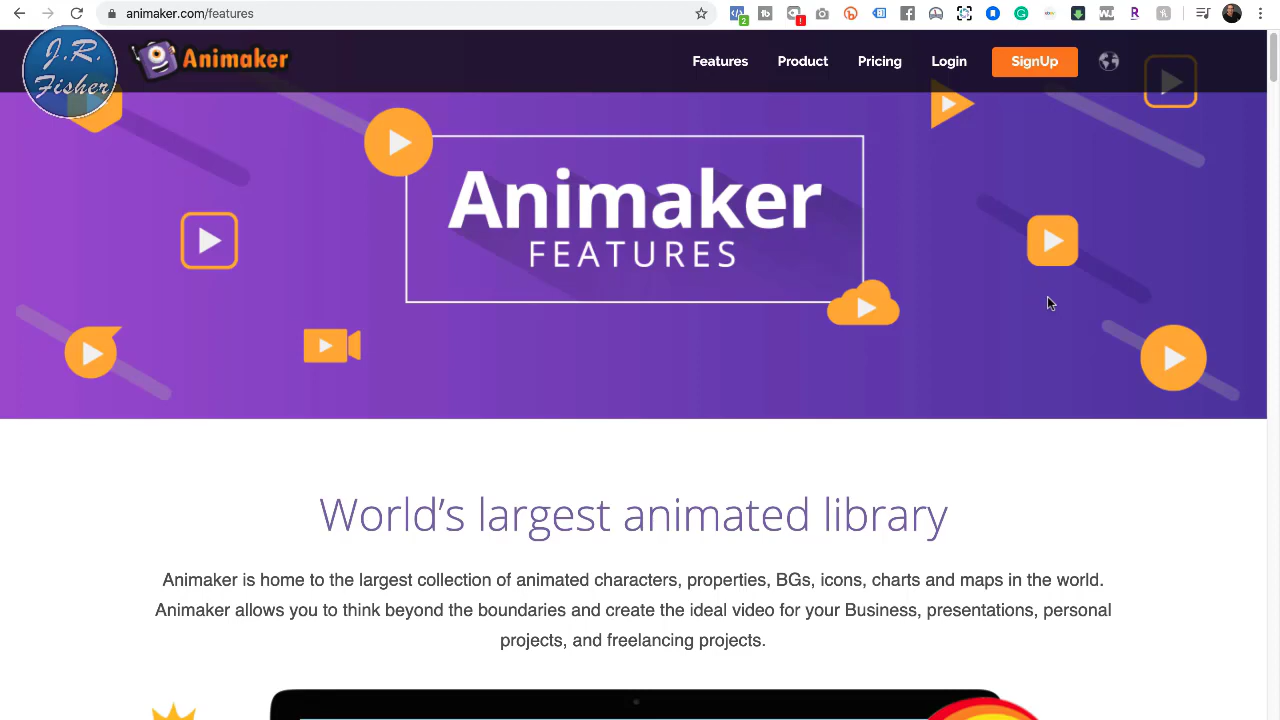 animaker.com/features
2
!
WJ
R
J.R.
Fisher
Animaker
Features
Product
Pricing
Login
SignUp
Animaker
FEATURES
World's largest animated library
Animaker is home to the largest collection of animated characters, properties, BGs, icons, charts and maps in the world.
Animaker allows you to think beyond the boundaries and create the ideal video for your Business, presentations, personal
projects, and freelancing projects.